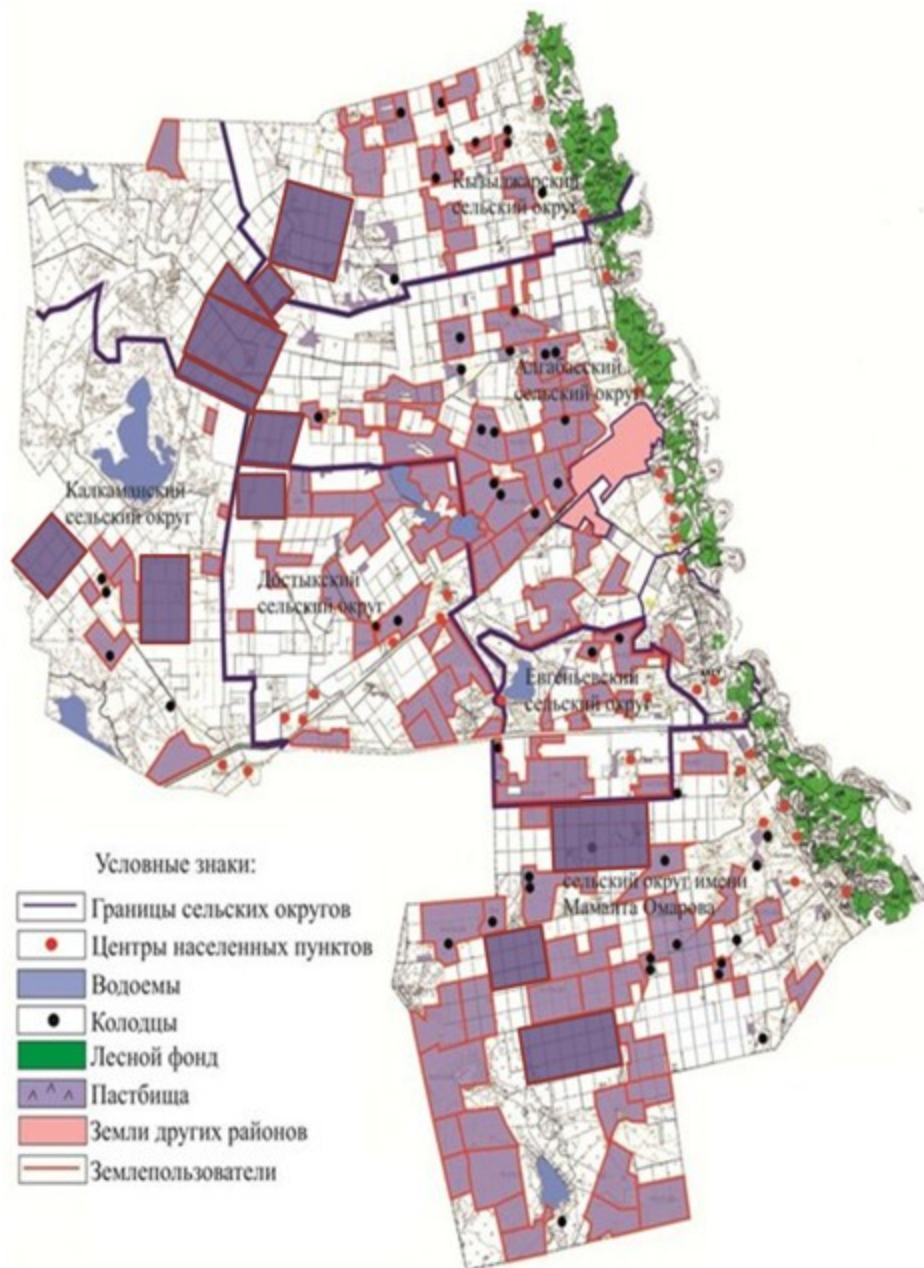 Кызылжарский
сельский округ
Алгабасский
сельский округ
Калкаманский
сельский округ
Достыкский
сельский округ
Евгеньевский
сельский округ
сельский округ имени
Мамаита Омарова
Условные знаки:
Границы сельских округов
Центры населенных пунктов
Водоемы
Колодцы
Лесной фонд
Пастбища
Земли других районов
Землепользователи